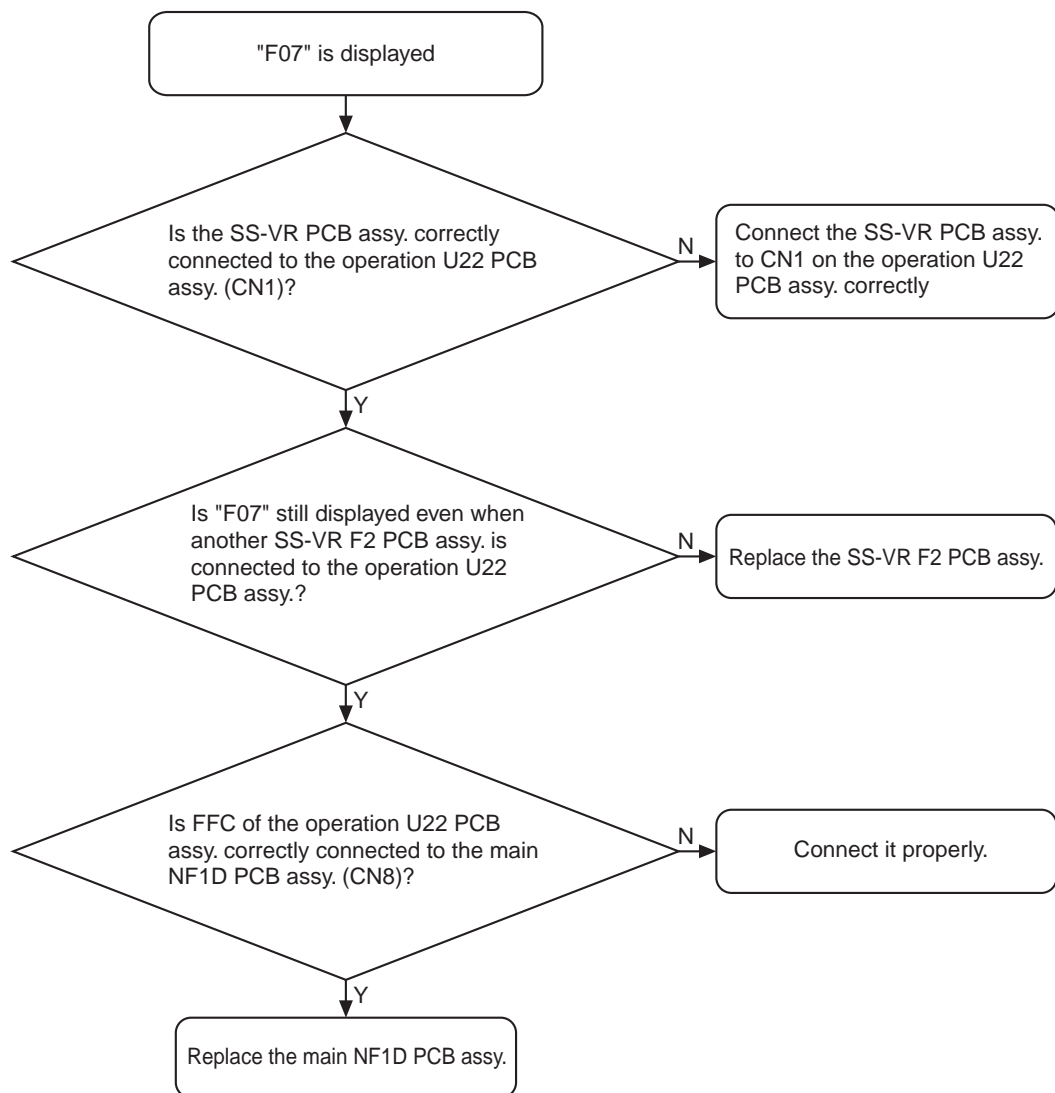 "F07" is displayed
Is the SS-VR PCB assy. correctly
connected to the operation U22 PCB
assy. (CN1)?
N
Connect the SS-VR PCB assy.
to CN1 on the operation U22
PCB assy. correctly
Y
Is "F07" still displayed even when
another SS-VR F2 PCB assy. is
connected to the operation U22
PCB assy.?
N
Replace the SS-VR F2 PCB assy.
Y
Is FFC of the operation U22 PCB
assy. correctly connected to the main
NF1D PCB assy. (CN8)?
N
Connect it properly.
Y
Replace the main NF1D PCB assy.